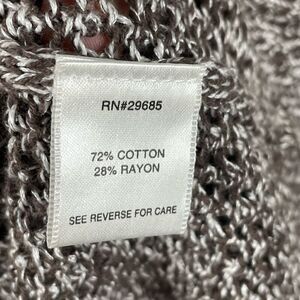 RN#29685
72% COTTON
28% RAYON
SEE REVERSE FOR CARE